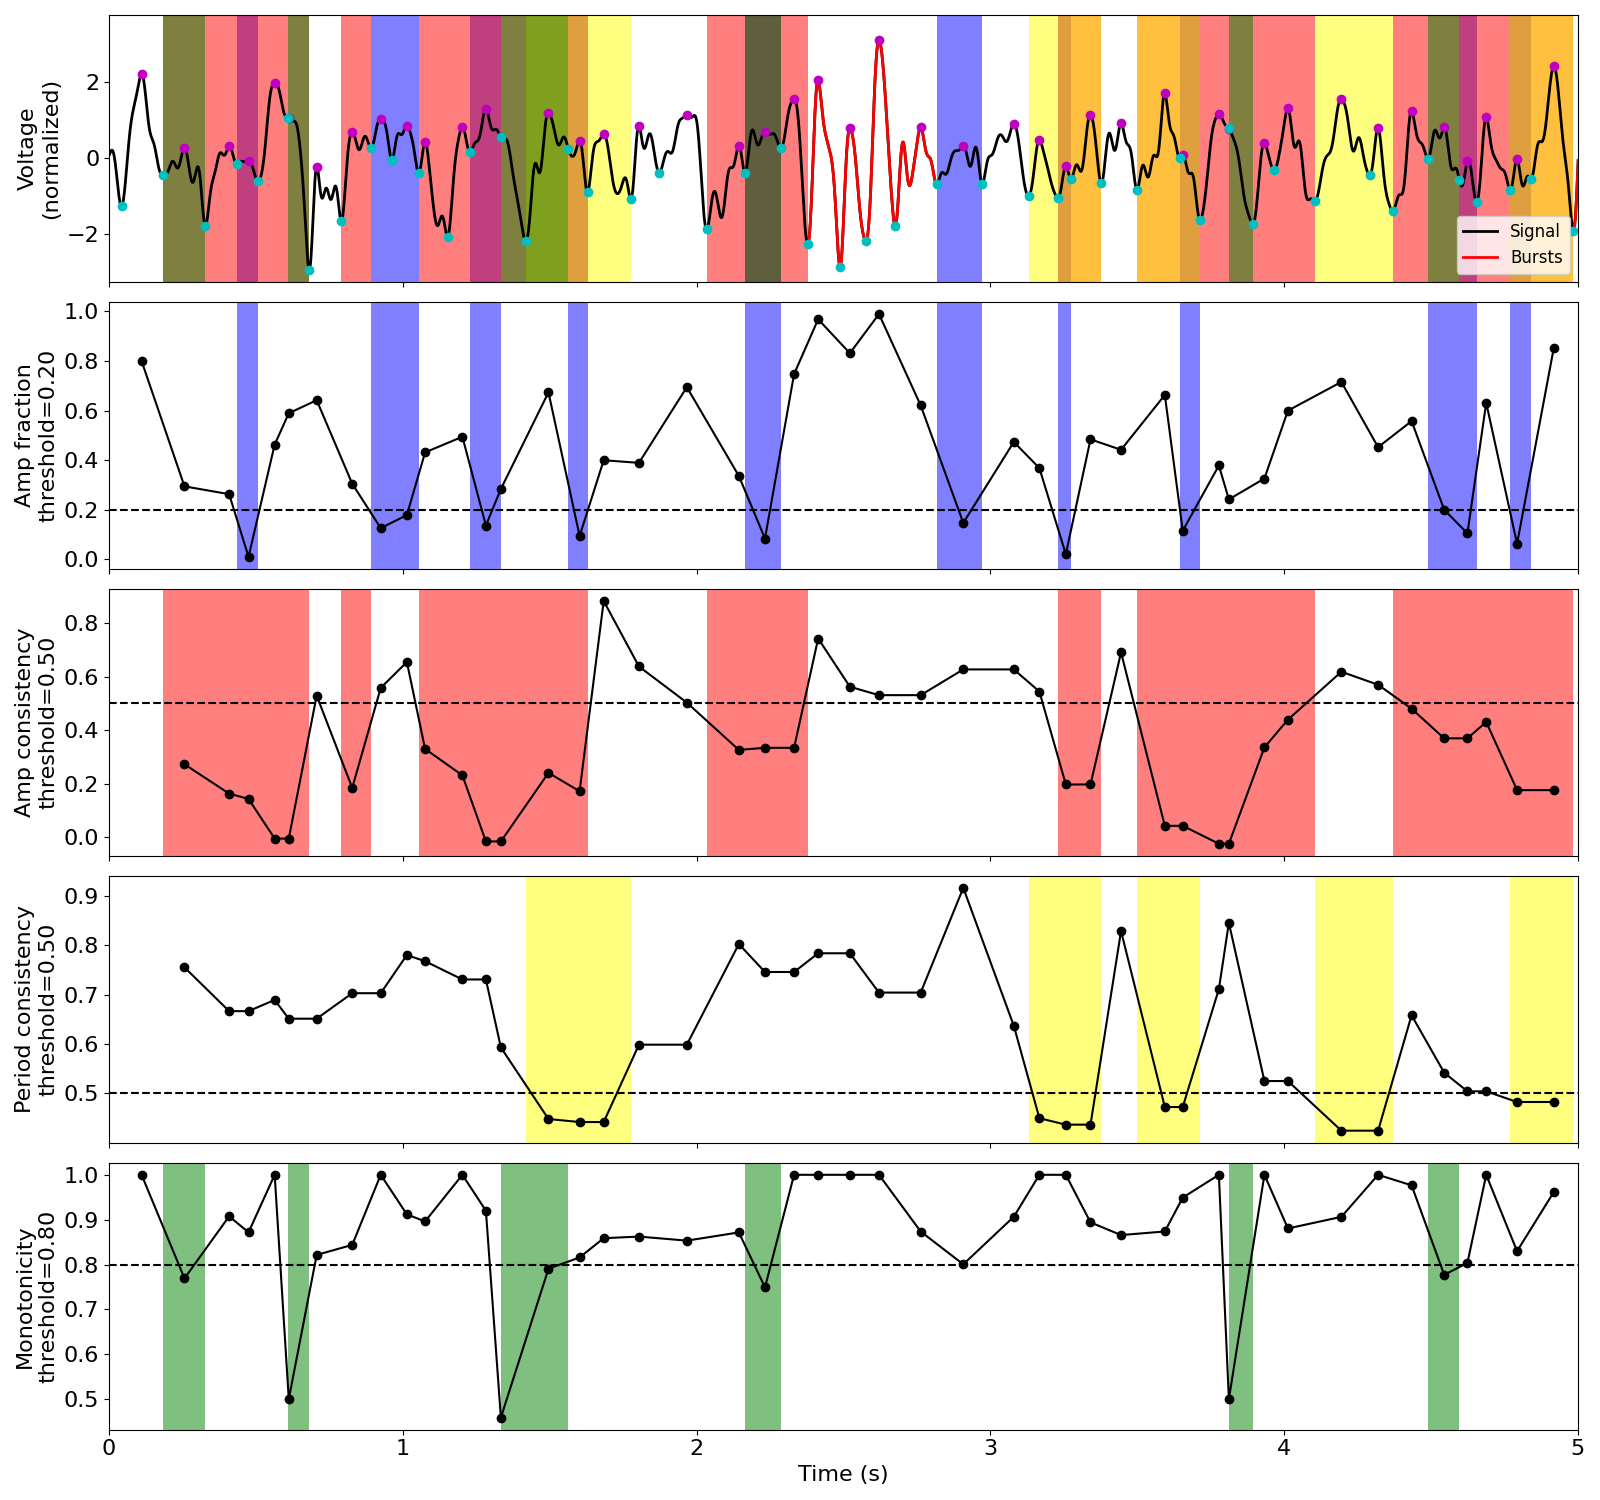 Voltage
(normalized)
2
0
−2
Signal
Bursts
Amp fraction
threshold=0.20
1.0
0.8
0.6
0.4
0.2
0.0
Amp consistency
threshold=0.50
0.8
0.6
0.4
0.2
0.0
Period consistency
threshold=0.50
0.9
0.8
0.7
0.6
0.5
Monotonicity
threshold=0.80
1.0
0.9
0.8
0.7
0.6
0.5
0 1 2 3 4 5
Time (s)